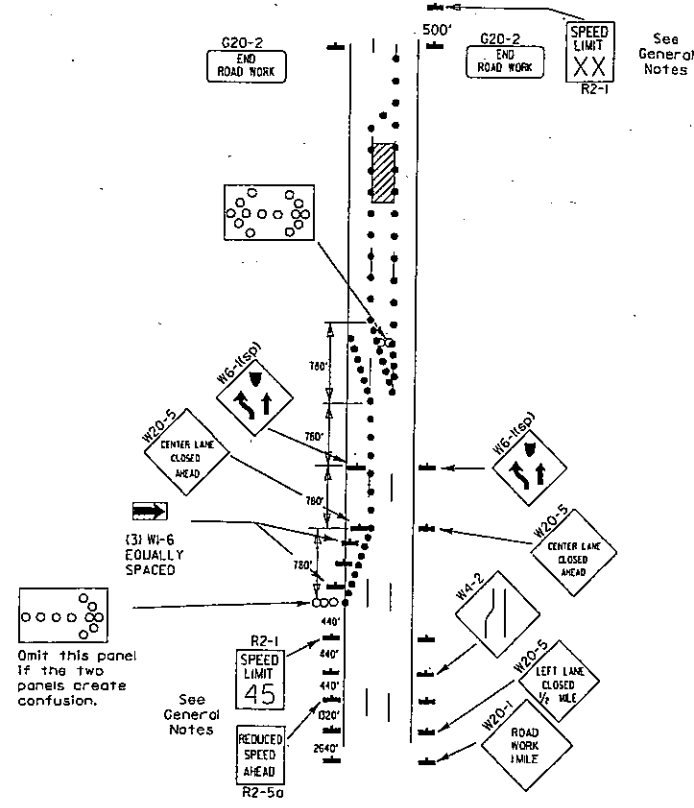 500'
SPEED
LIMIT
XX
R2-1
See
General
Notes
G20-2
END
ROAD WORK
G20-2
END
ROAD WORK
780'
W6-1(sp)
780'
W20-5
CENTER LANE
CLOSED
AHEAD
780'
W6-1(sp)
(3) W1-6
EQUALLY
SPACED
780'
W20-5
CENTER LANE
CLOSED
AHEAD
Omit this panel
if the two
panels create
confusion.
440'
R2-1
SPEED
LIMIT
45
440'
440'
See
General
Notes
1320'
REDUCED
SPEED
AHEAD
R2-5a
2640'
W4-2
W20-5
LEFT LANE
CLOSED
1/2 MILE
W20-1
ROAD
WORK
1 MILE